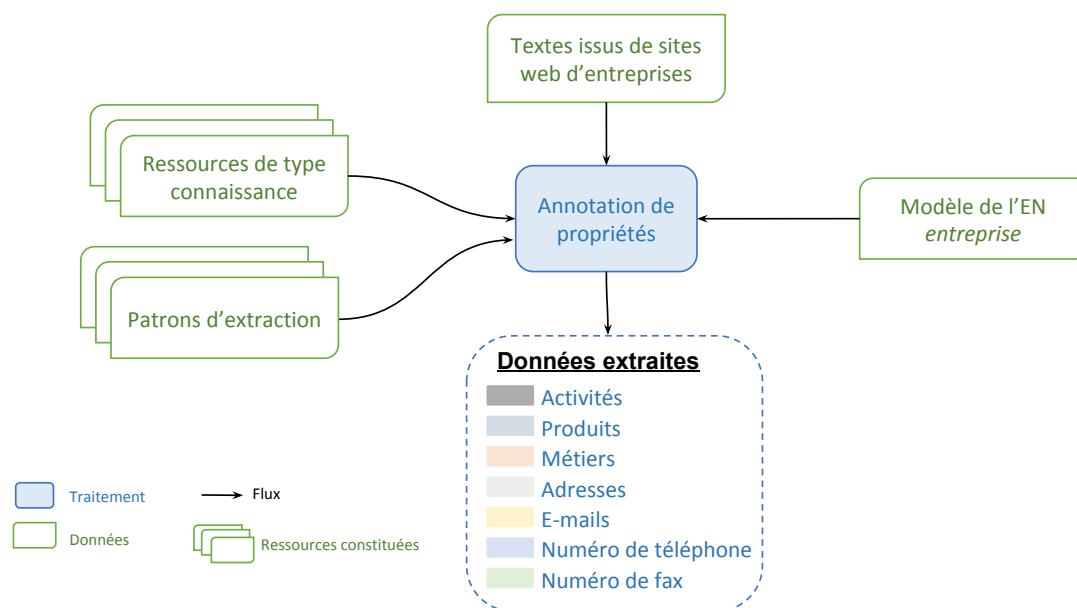 Textes issus de sites
web d’entreprises
Ressources de type
connaissance
Annotation de
propriétés
Modèle de l’EN
entreprise
Patrons d’extraction
Données extraites
Activités
Produits
Métiers
Adresses
E-mails
Numéro de téléphone
Numéro de fax
Traitement
Flux
Données
Ressources constituées